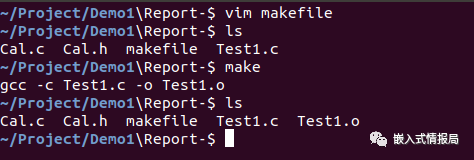 ~/Project/Demo1\Report-$ vim makefile
~/Project/Demo1\Report-$ ls
Cal.c  Cal.h  makefile  Test1.c
~/Project/Demo1\Report-$ make
gcc -c Test1.c -o Test1.o
~/Project/Demo1\Report-$ ls
Cal.c  Cal.h  makefile  Test1.c  Test1.o
~/Project/Demo1\Report-$
嵌入式情报局